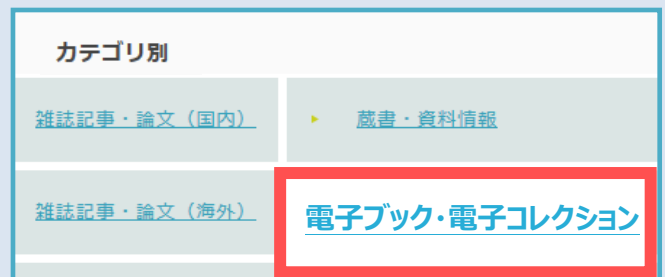 カテゴリ別
雑誌記事・論文（国内）
蔵書・資料情報
雑誌記事・論文（海外）
電子ブック・電子コレクション